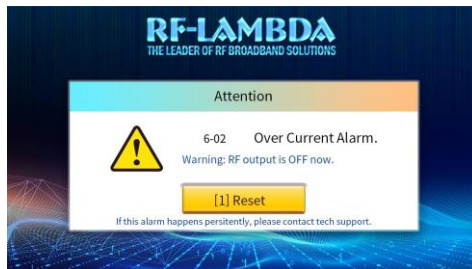 RF-LAMBDA
THE LEADER OF RF BROADBAND SOLUTIONS
Attention
6-02 Over Current Alarm.
Warning: RF output is OFF now.
[1] Reset
If this alarm happens persitently, please contact tech support.